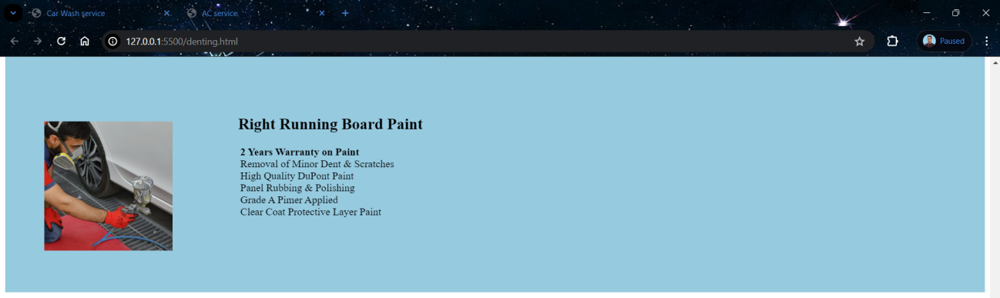 Car Wash service
AC service
127.0.0.1:5500/denting.html
Paused
Right Running Board Paint
2 Years Warranty on Paint
Removal of Minor Dent & Scratches
High Quality DuPont Paint
Panel Rubbing & Polishing
Grade A Pimer Applied
Clear Coat Protective Layer Paint